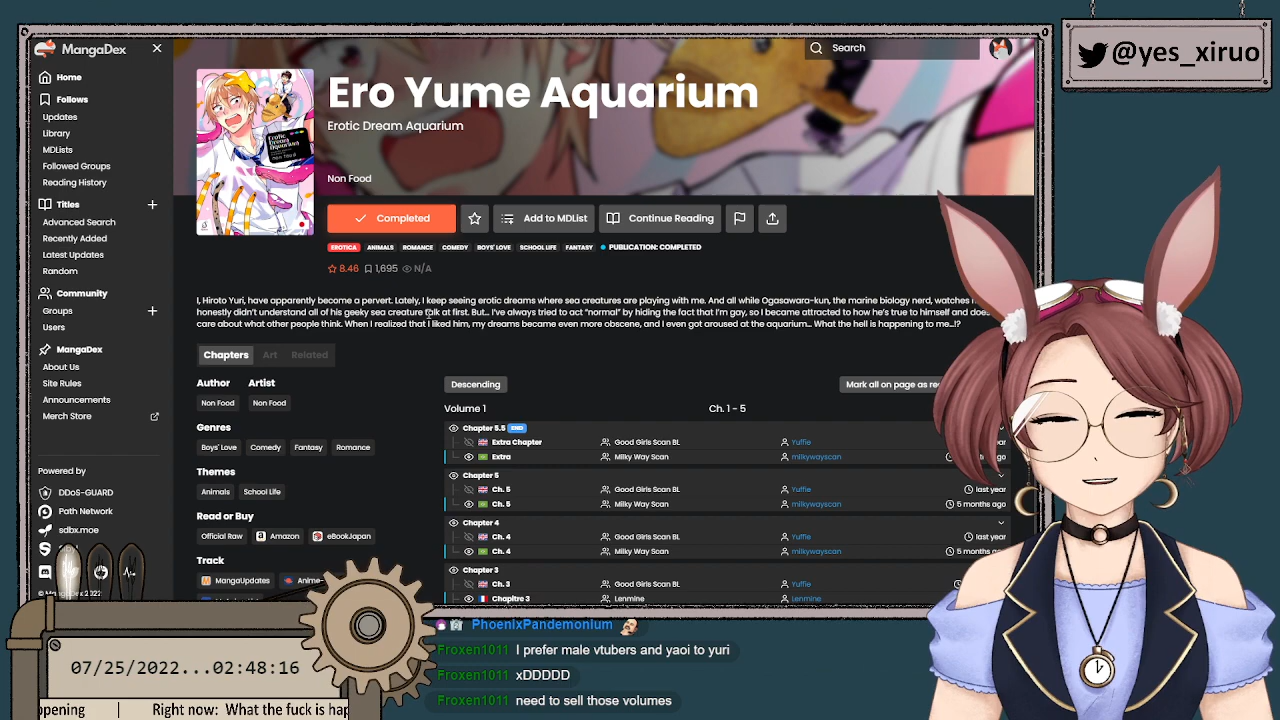 MangaDex
Home
Follows
Updates
Library
MDLists
Followed Groups
Reading History
Titles
Advanced Search
Recently Added
Latest Updates
Random
Community
Groups
Users
MangaDex
About Us
Site Rules
Announcements
Merch Store
Powered by
DDoS-GUARD
Path Network
sdbx.moe
Search
Ero Yume Aquarium
Erotic Dream Aquarium
Non Food
Completed
Add to MDList
Continue Reading
EROTICA ANIMALS ROMANCE COMEDY BOYS' LOVE SCHOOL LIFE FANTASY PUBLICATION: COMPLETED
8.46 1,695 N/A
I, Hiroto Yuri, have apparently become a pervert. Lately, I keep seeing erotic dreams where sea creatures are playing with me. And all while Ogasawara-kun, the marine biology nerd, watches
honestly didn't understand all of his geeky sea creature talk at first. But... I've always tried to act "normal" by hiding the fact that I'm gay, so I became attracted to how he's true to himself and
care about what other people think. When I realized that I liked him, my dreams became even more obscene, and I even got aroused at the aquarium... What the hell is happening to me...!?
Chapters Art Related
Author Artist
Non Food Non Food
Genres
Boys' Love Comedy Fantasy Romance
Themes
Animals School Life
Read or Buy
Official Raw Amazon eBookJapan
Track
MangaUpdates Anime-
Descending Mark all on page as
Volume 1 Ch. 1 - 5
Chapter 5.5 END
Extra Chapter Good Girls Scan BL Yuffie
Extra Milky Way Scan milkywayscan
Chapter 5
Ch. 5 Good Girls Scan BL Yuffie last year
Ch. 5 Milky Way Scan milkywayscan 5 months ago
Chapter 4
Ch. 4 Good Girls Scan BL Yuffie last year
Ch. 4 Milky Way Scan milkywayscan 5 months
Chapter 3
Ch. 3 Good Girls Scan BL Yuffie
Chapitre 3 Lenmine Lenmine
@yes_xiruo
PhoenixPandemonium
Froxen1011 I prefer male vtubers and yaoi to yuri
Froxen1011 xDDDDD
Froxen1011 need to sell those volumes
07/25/2022...02:48:16
pening | Right now: What the fuck is hap